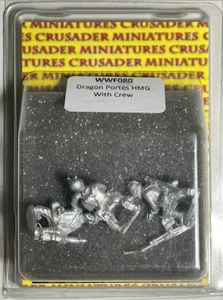 MINIATURES CRUSADER
CRUSADER MINIATURES
MINIATURES CRUSADER
WWF080
Dragon Portes HMG
With Crew